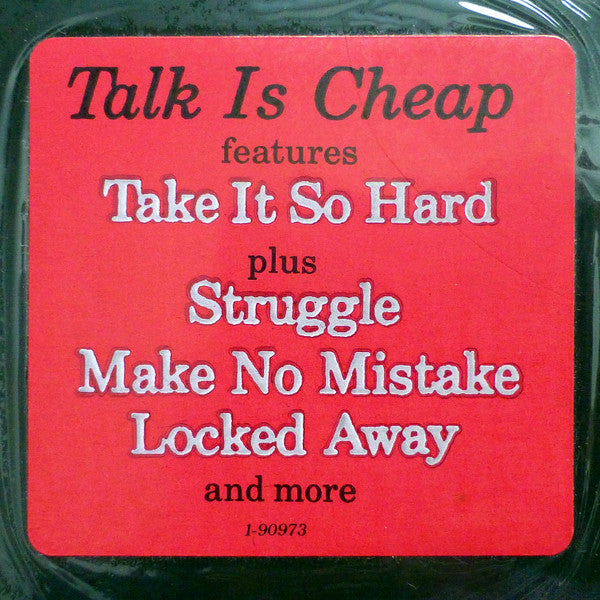 Talk Is Cheap
features
Take It So Hard
plus
Struggle
Make No Mistake
Locked Away
and more
1-90973